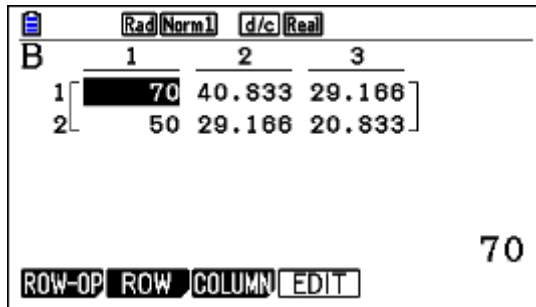 Rad Norm1 d/c Real
B 1 2 3
1 70 40.833 29.166
2 50 29.166 20.833
70
ROW-OP ROW COLUMN EDIT